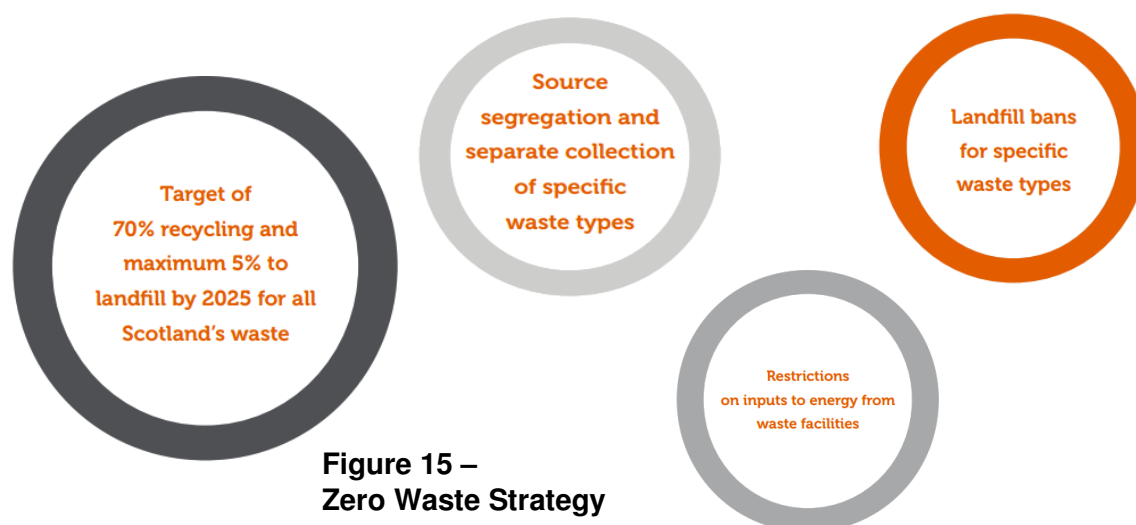 Target of
70% recycling and
maximum 5% to
landfill by 2025 for all
Scotland's waste
Source
segregation and
separate collection
of specific
waste types
Landfill bans
for specific
waste types
Restrictions
on inputs to energy from
waste facilities
Figure 15 –
Zero Waste Strategy